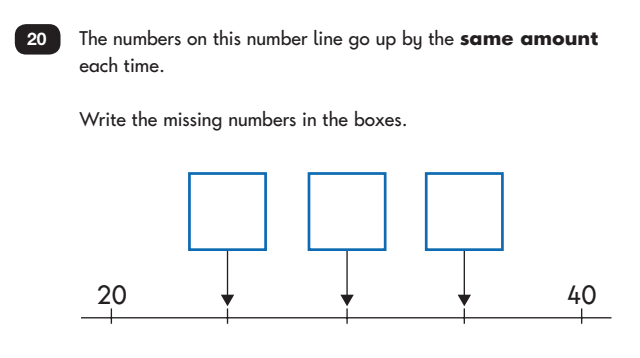 20 The numbers on this number line go up by the same amount
each time.
Write the missing numbers in the boxes.
20 40